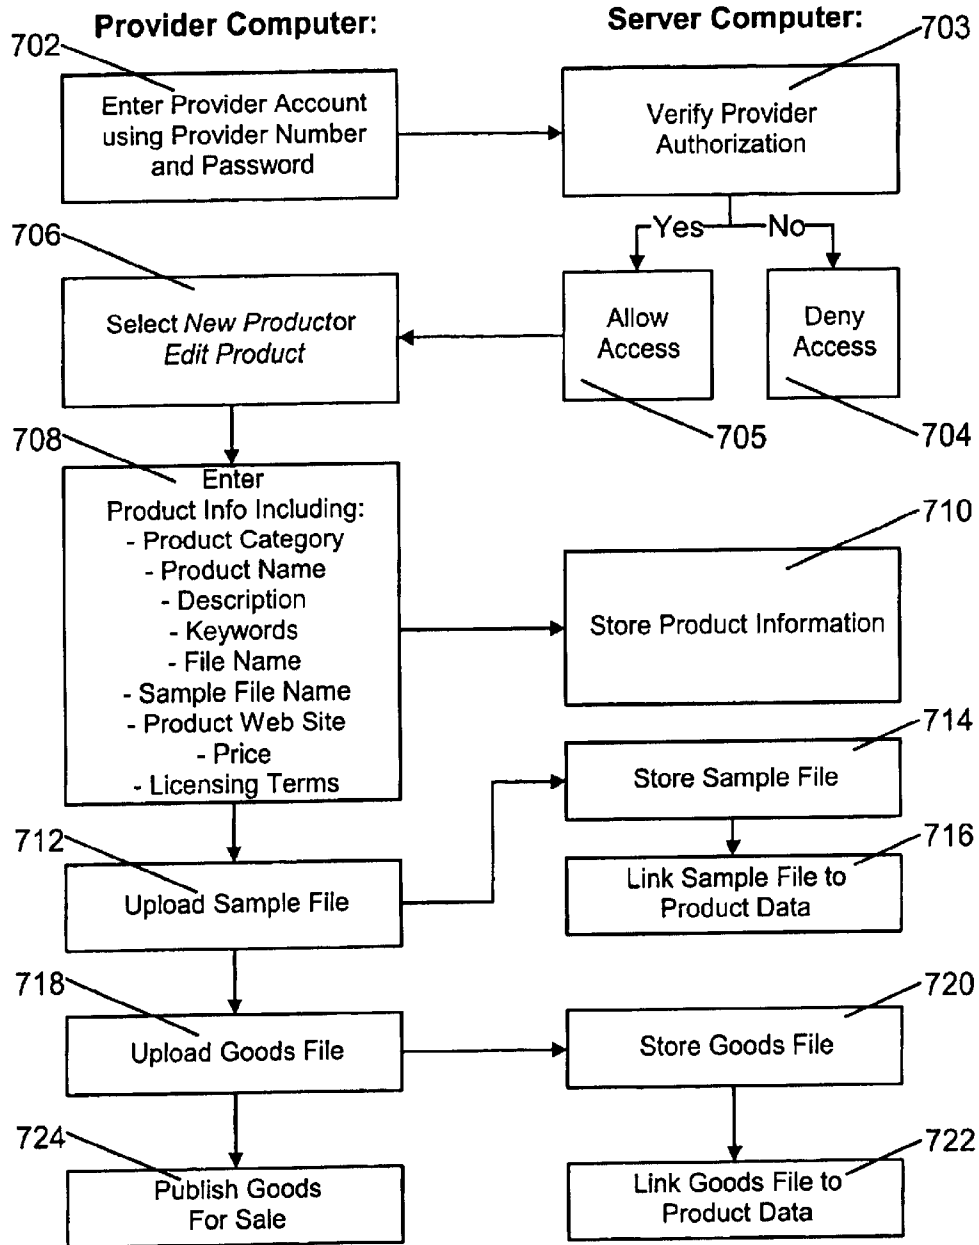 Provider Computer:
Server Computer:
702
703
Enter Provider Account
using Provider Number
and Password
Verify Provider
Authorization
Yes
No
706
Select New Productor
Edit Product
Allow
Access
Deny
Access
705
704
708
Enter
Product Info Including:
- Product Category
- Product Name
- Description
- Keywords
- File Name
- Sample File Name
- Product Web Site
- Price
- Licensing Terms
710
Store Product Information
714
Store Sample File
712
Upload Sample File
716
Link Sample File to
Product Data
718
Upload Goods File
720
Store Goods File
724
Publish Goods
For Sale
722
Link Goods File to
Product Data